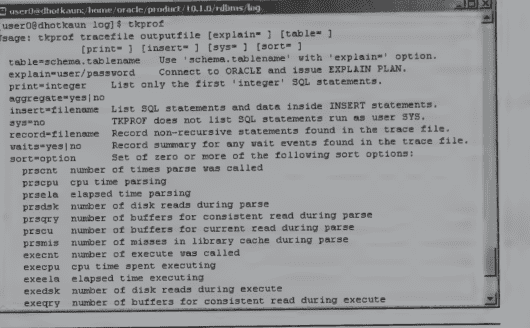 user0@dhotkaun:/home/oracle/product/10.1.0/rdbms/log
[user0@dhotkaun log]$ tkprof
Usage: tkprof tracefile outputfile [explain= ] [table= ]
[print= ] [insert= ] [sys= ] [sort= ]
table=schema.tablename Use 'schema.tablename' with 'explain=' option.
explain=user/password Connect to ORACLE and issue EXPLAIN PLAN.
print=integer List only the first 'integer' SQL statements.
aggregate=yes|no
insert=filename List SQL statements and data inside INSERT statements.
sys=no TKPROF does not list SQL statements run as user SYS.
record=filename Record non-recursive statements found in the trace file.
waits=yes|no Record summary for any wait events found in the trace file.
sort=option Set of zero or more of the following sort options:
prscnt number of times parse was called
prscpu cpu time parsing
prsela elapsed time parsing
prsdsk number of disk reads during parse
prsqry number of buffers for consistent read during parse
prscu number of buffers for current read during parse
prsmis number of misses in library cache during parse
execnt number of execute was called
execpu cpu time spent executing
exeela elapsed time executing
exedsk number of disk reads during execute
exeqry number of buffers for consistent read during execute